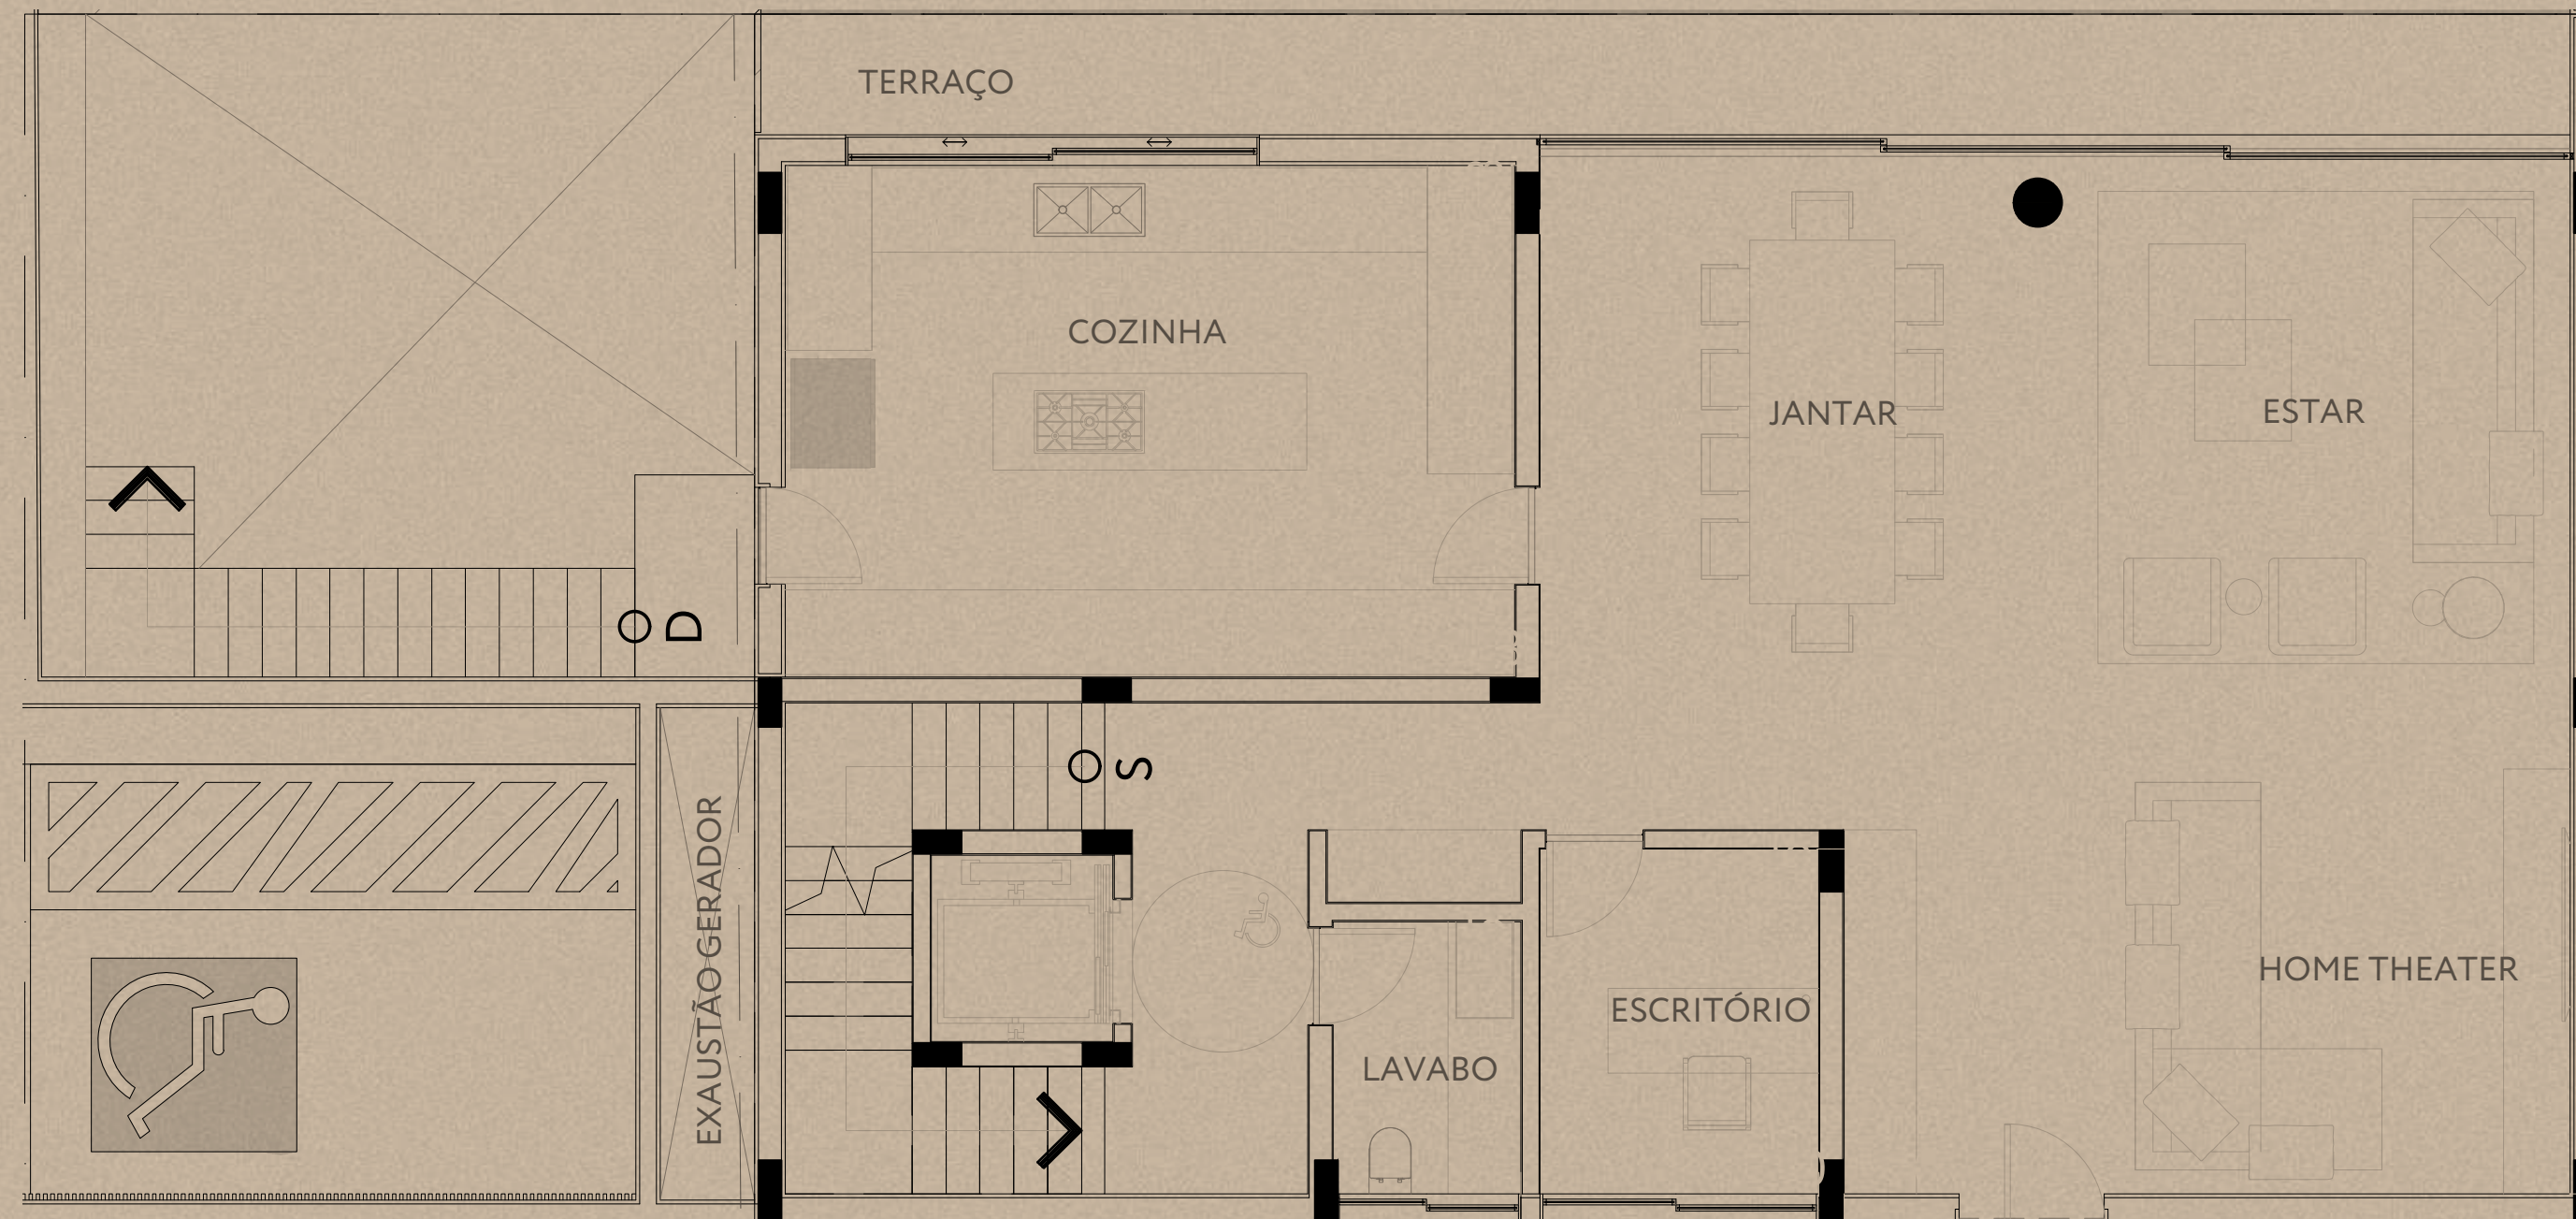 TERRAÇO
COZINHA
JANTAR
ESTAR
D
S
EXAUSTÃO GERADOR
HOME THEATER
ESCRITÓRIO
LAVABO